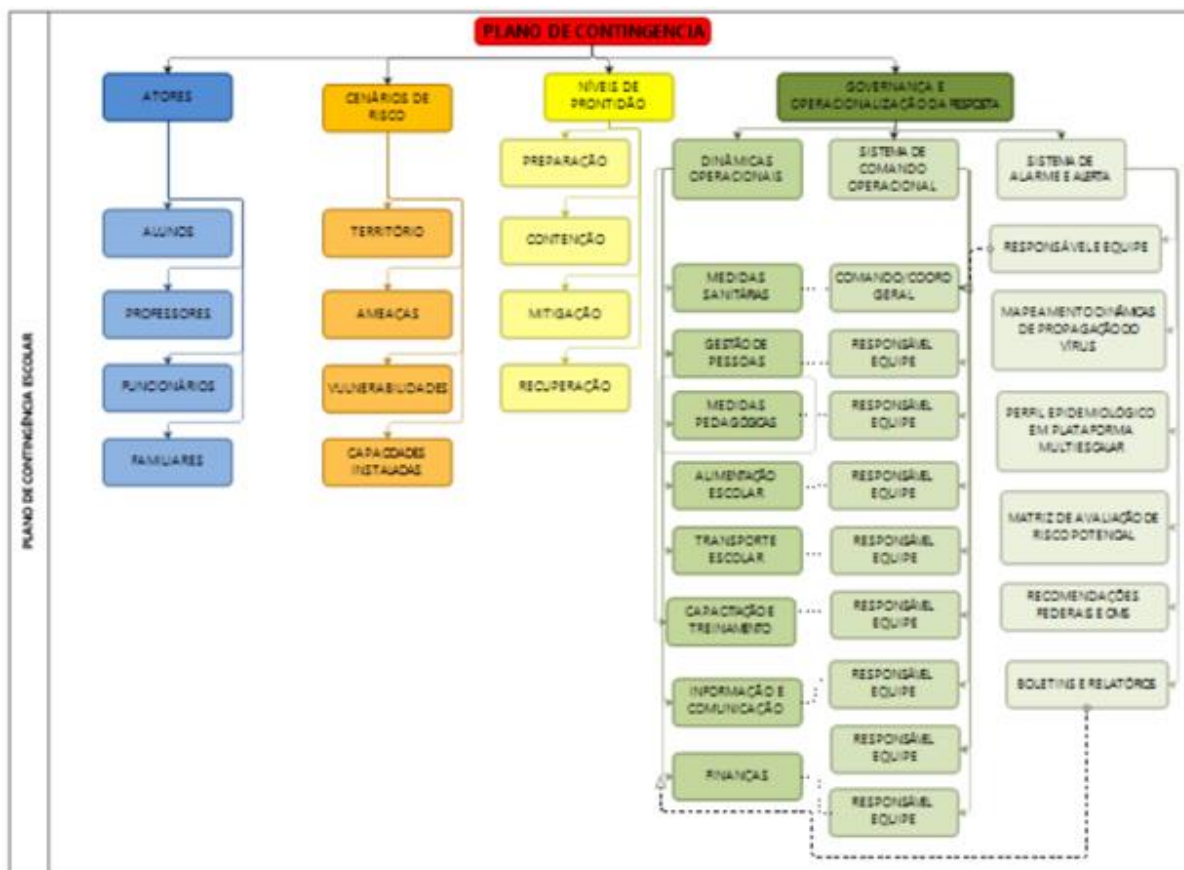 PLANO DE CONTINGÊNCIA ESCOLAR
PLANO DE CONTINGENCIA
ATORES
ALUNOS
PROFESSORES
FUNCIONÁRIOS
FAMILIARES
CENÁRIOS DE
RISCO
TERRITÓRIO
AMEAÇAS
VULNERABILIDADES
CAPACIDADES
INSTALADAS
NÍVEIS DE
PRONTIDÃO
PREPARAÇÃO
CONTENÇÃO
MITIGAÇÃO
RECUPERAÇÃO
GOVERNANÇA E
OPERACIONALIZAÇÃO DA RESPOSTA
DINÂMICAS
OPERACIONAIS
MEDIDAS
SANITÁRIAS
GESTÃO DE
PESSOAS
MEDIDAS
PEDAGÓGICAS
ALIMENTAÇÃO
ESCOLAR
TRANSPORTE
ESCOLAR
CAPACITAÇÃO E
TREINAMENTO
INFORMAÇÃO E
COMUNICAÇÃO
FINANÇAS
SISTEMA DE
COMANDO
OPERACIONAL
COMANDO/COORD
GERAL
RESPONSÁVEL
EQUIPE
RESPONSÁVEL
EQUIPE
RESPONSÁVEL
EQUIPE
RESPONSÁVEL
EQUIPE
RESPONSÁVEL
EQUIPE
RESPONSÁVEL
EQUIPE
RESPONSÁVEL
EQUIPE
RESPONSÁVEL
EQUIPE
SISTEMA DE
ALARME E ALERTA
RESPONSÁVEL E EQUIPE
MAPEAMENTO DINÂMICAS
DE PROPAGAÇÃO DO
VÍRUS
PERFIL EPIDEMIOLÓGICO
EM PLATAFORMA
MULTIESCALAR
MATRIZ DE AVALIAÇÃO DE
RISCO POTENCIAL
RECOMENDAÇÕES
FEDERAIS E OMS
BOLETINS E RELATÓRIOS